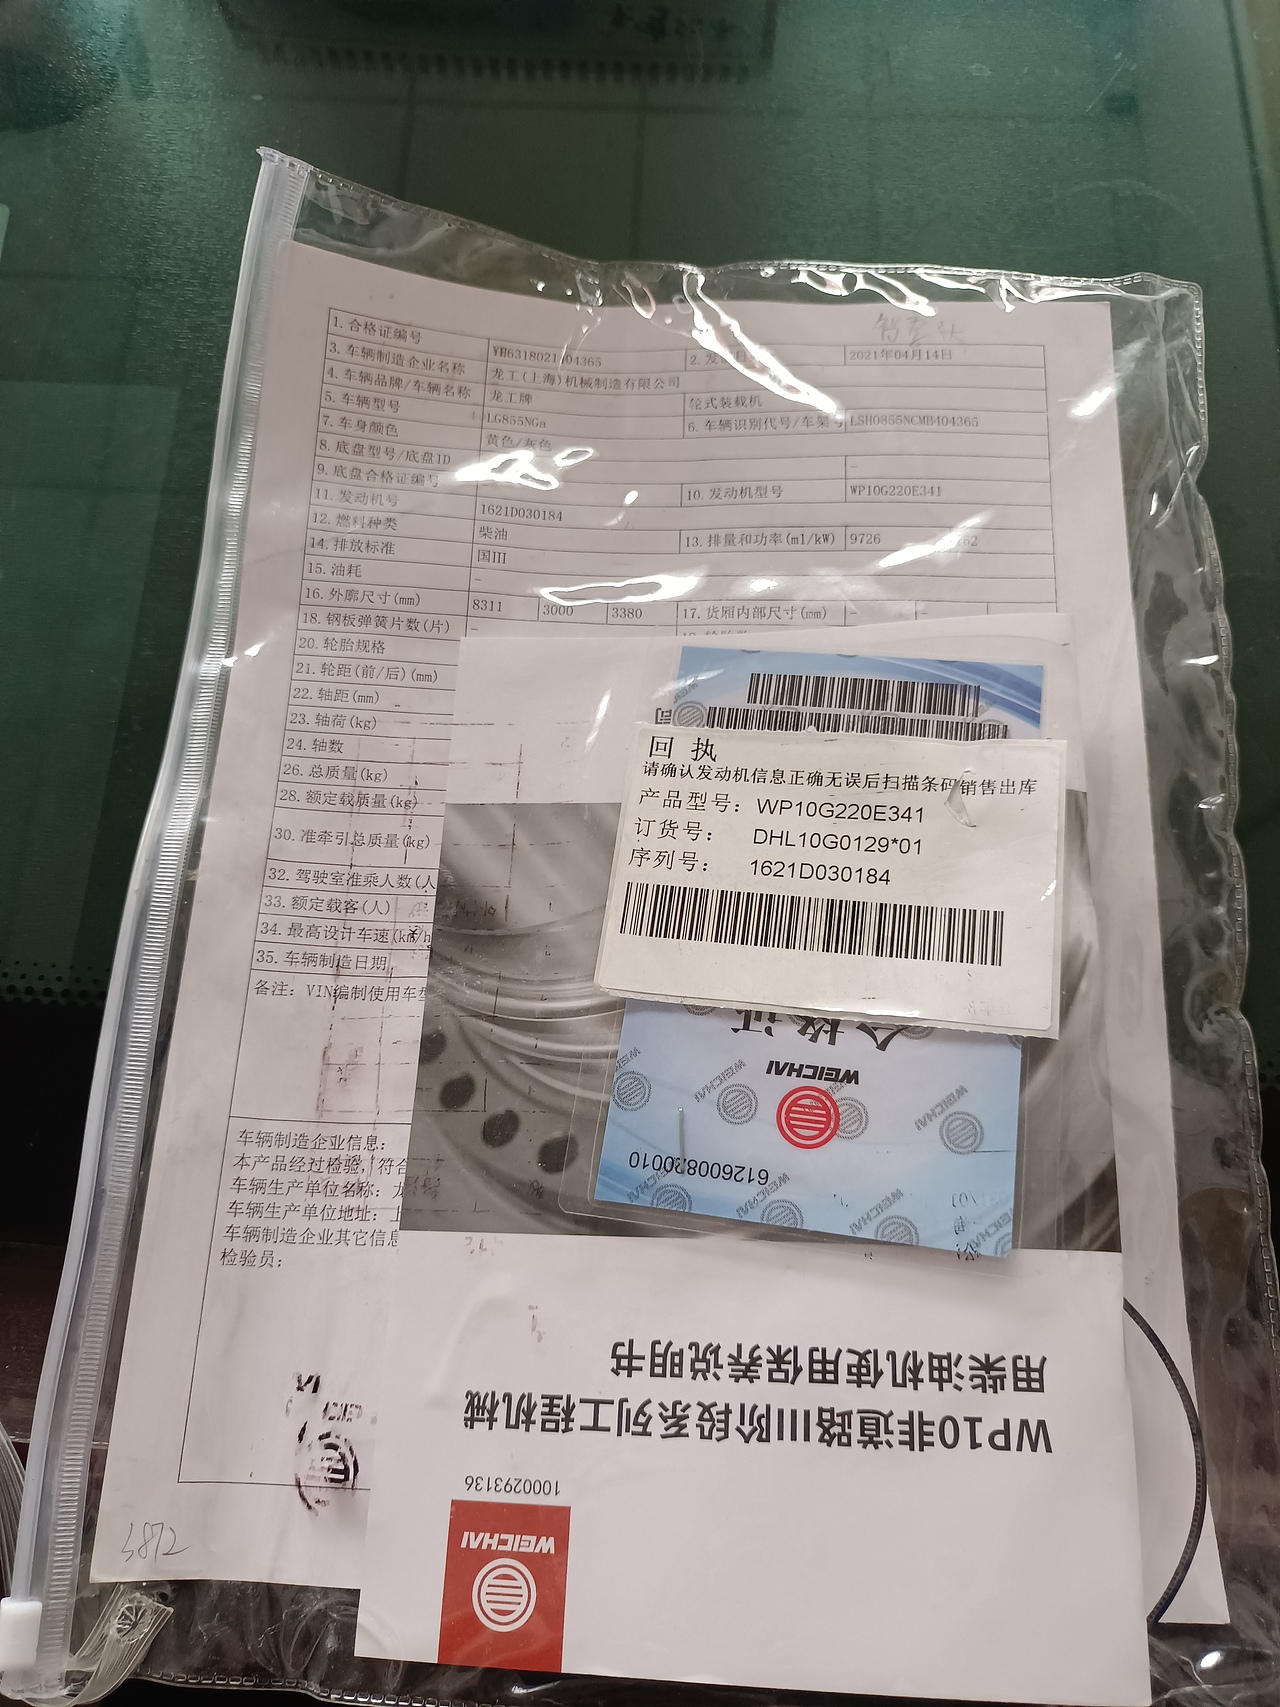 1. 合格证编号
2021年04月14日
3. 车辆制造企业名称
龙工(上海)机械制造有限公司
4. 车辆品牌/车辆名称
龙工牌
轮式装载机
5. 车辆型号
LG855NGa
6. 车辆识别代号/车架号
LSH0855NCMB404365
7. 车身颜色
黄色/灰色
8. 底盘型号/底盘ID
-
9. 底盘合格证编号
10. 发动机型号
WP10G220E341
11. 发动机号
1621D030184
12. 燃料种类
柴油
13. 排量和功率(ml/kW)
9726
14. 排放标准
国III
15. 油耗
-
16. 外廓尺寸(mm)
8311
3000
3380
17. 货厢内部尺寸(mm)
-
-
18. 钢板弹簧片数(片)
-
20. 轮胎规格
21. 轮距(前/后)(mm)
22. 轴距(mm)
23. 轴荷(kg)
24. 轴数
26. 总质量(kg)
28. 额定载质量(kg)
30. 准牵引总质量(kg)
32. 驾驶室准乘人数(人
33. 额定载客(人)
34. 最高设计车速(km/h
35. 车辆制造日期
备注: VIN编制使用车型
车辆制造企业信息:
本产品经过检验, 符合
车辆生产单位名称: 龙
车辆生产单位地址: 上
车辆制造企业其它信息
检验员:
3872
回 执
请确认发动机信息正确无误后扫描条码销售出库
产品型号: WP10G220E341
订货号: DHL10G0129*01
序列号: 1621D030184
合格证
WEICHAI
612600820010
WP10非道路III阶段系列工程机械
用柴油机使用保养说明书
1000293136
WEICHAI